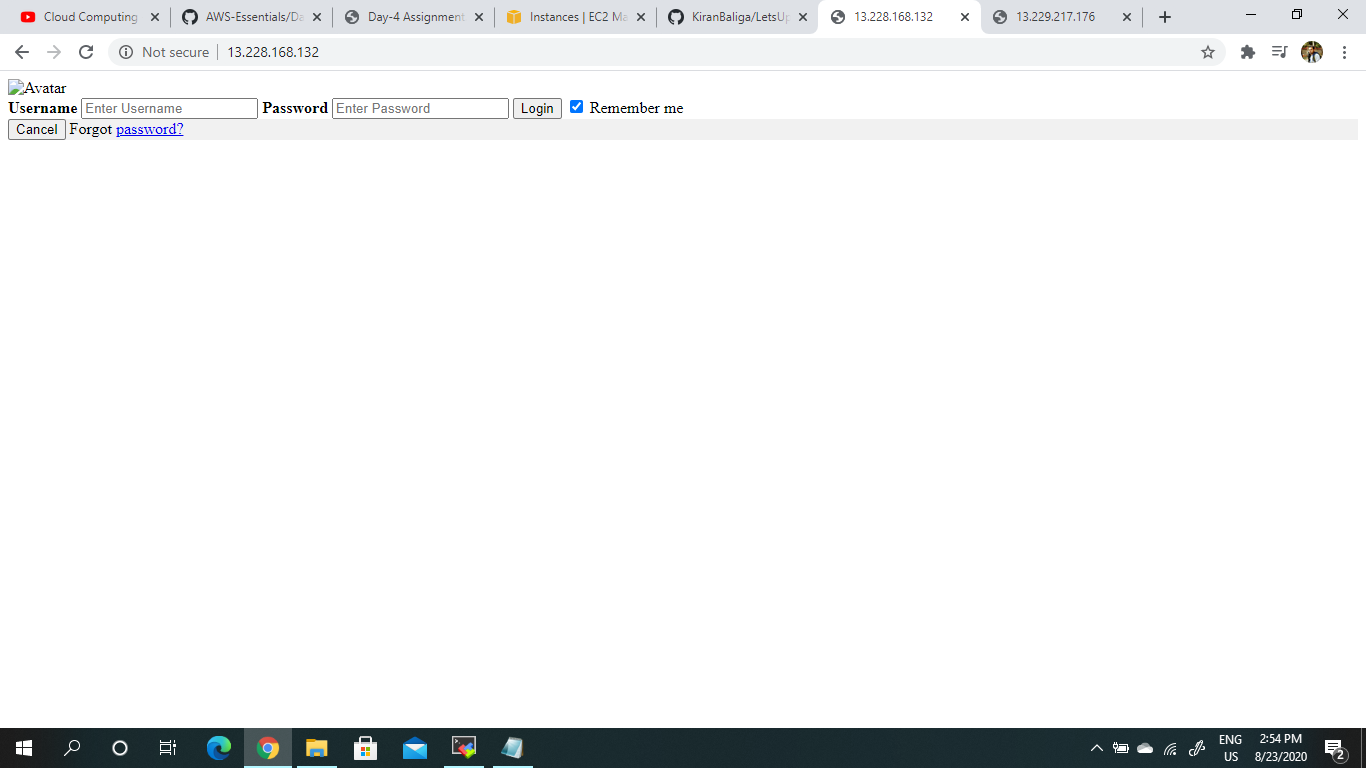 Cloud Computing
AWS-Essentials/Da
Day-4 Assignment
Instances | EC2 Ma
KiranBaliga/LetsUp
13.228.168.132
13.229.217.176
Not secure
13.228.168.132
Avatar
Username Enter Username Password Enter Password Login Remember me
Cancel Forgot password?
ENG
US
2:54 PM
8/23/2020
2